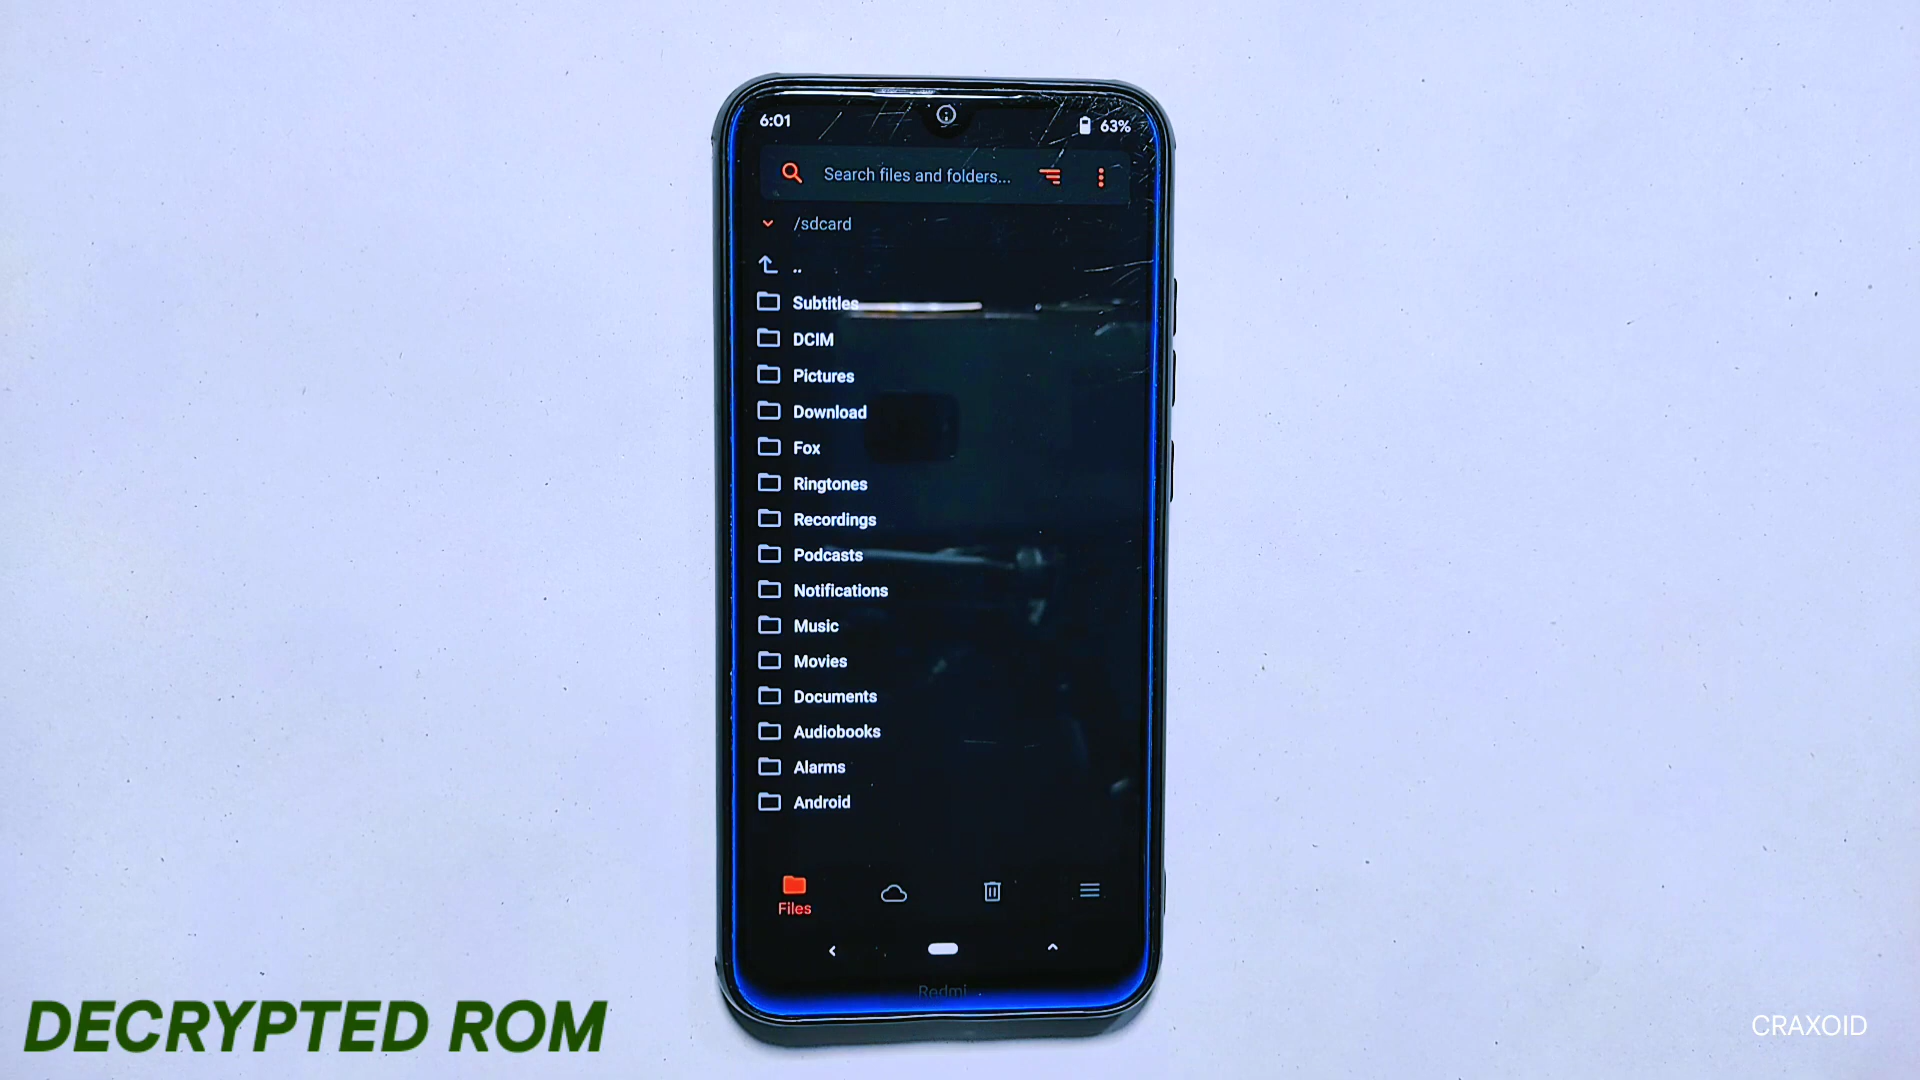 6:01
63%
Search files and folders...
/sdcard
..
Subtitles
DCIM
Pictures
Download
Fox
Ringtones
Recordings
Podcasts
Notifications
Music
Movies
Documents
Audiobooks
Alarms
Android
Files
Redmi
DECRYPTED ROM
CRAXOID